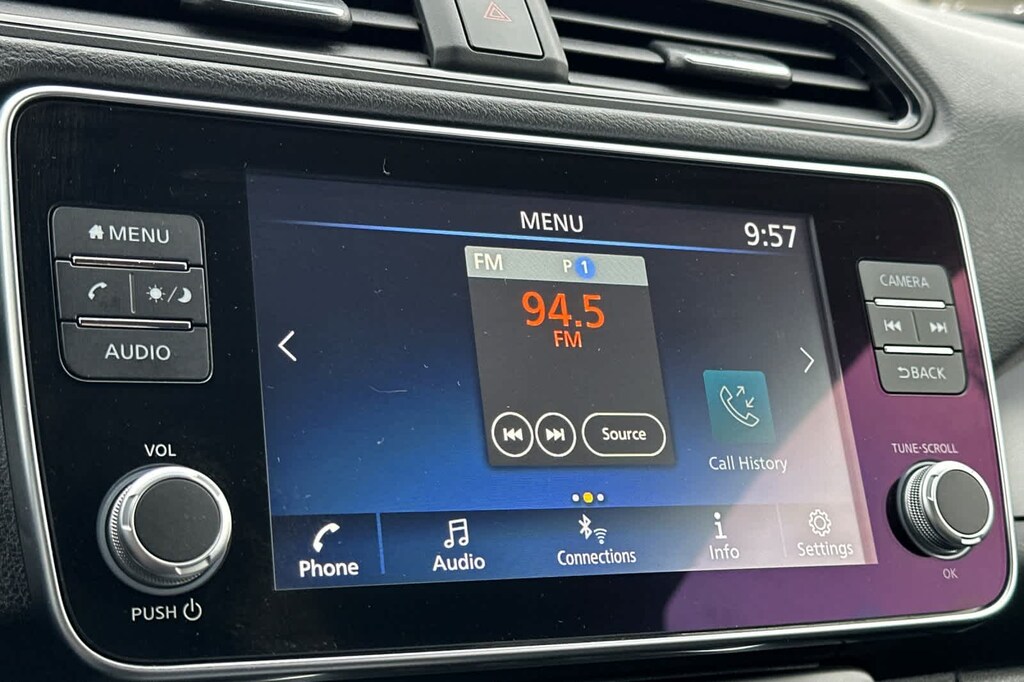 MENU
AUDIO
VOL
PUSH
MENU
9:57
FM P 1
94.5
FM
Source
Call History
Phone
Audio
Connections
Info
Settings
CAMERA
BACK
TUNE·SCROLL
OK